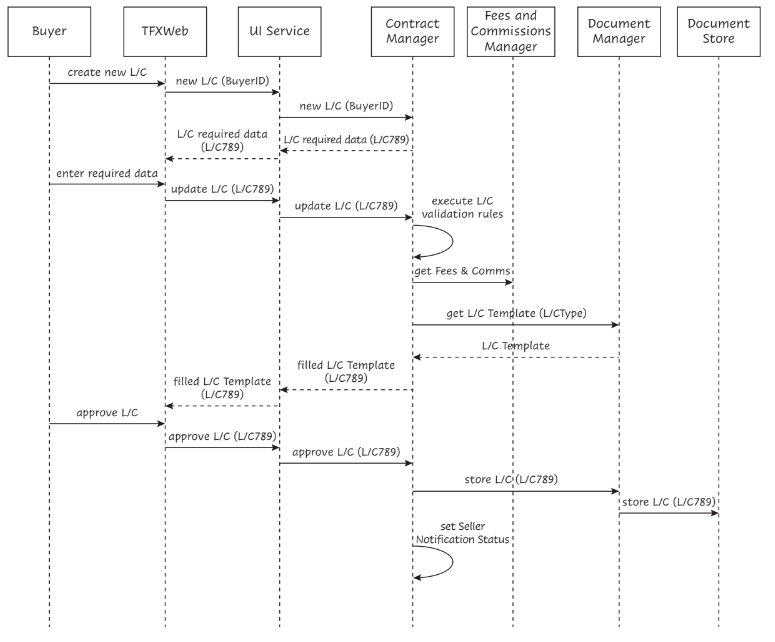 Buyer
TFXWeb
UI Service
Contract
Manager
Fees and
Commissions
Manager
Document
Manager
Document
Store
create new L/C
new L/C (BuyerID)
new L/C (BuyerID)
L/C required data
(L/C789)
L/C required data (L/C789)
enter required data
update L/C (L/C789)
update L/C (L/C789)
execute L/C
validation rules
get Fees & Comms
get L/C Template (L/CType)
L/C Template
filled L/C Template
(L/C789)
filled L/C Template
(L/C789)
approve L/C
approve L/C (L/C789)
approve L/C (L/C789)
store L/C (L/C789)
store L/C (L/C789)
set Seller
Notification Status